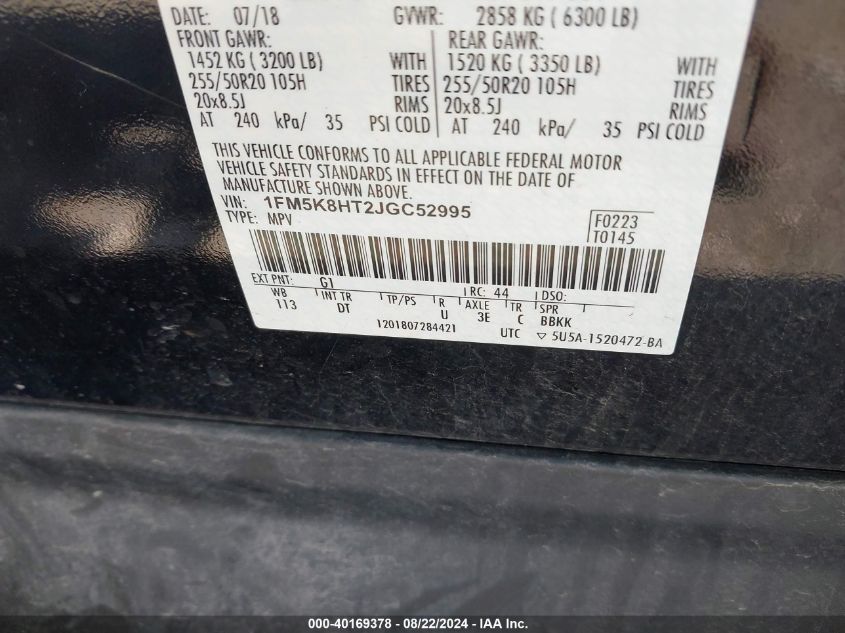 DATE: 07/18 GVWR: 2858 KG ( 6300 LB)
FRONT GAWR: REAR GAWR:
1452 KG ( 3200 LB) WITH 1520 KG ( 3350 LB) WITH
255/50R20 105H TIRES 255/50R20 105H TIRES
20x8.5J RIMS 20x8.5J RIMS
AT 240 kPa/ 35 PSI COLD AT 240 kPa/ 35 PSI COLD
THIS VEHICLE CONFORMS TO ALL APPLICABLE FEDERAL MOTOR
VEHICLE SAFETY STANDARDS IN EFFECT ON THE DATE OF
MANUFACTURE SHOWN ABOVE.
VIN: 1FM5K8HT2JGC52995
TYPE: MPV
F0223
T0145
EXT PNT: G1 RC: 44 DSO:
WB INT TR TP/PS R AXLE TR SPR
113 DT U 3E C BBKK
1201807284421 UTC ▽ 5U5A-1520472-BA
000-40169378 - 08/22/2024 - IAA Inc.